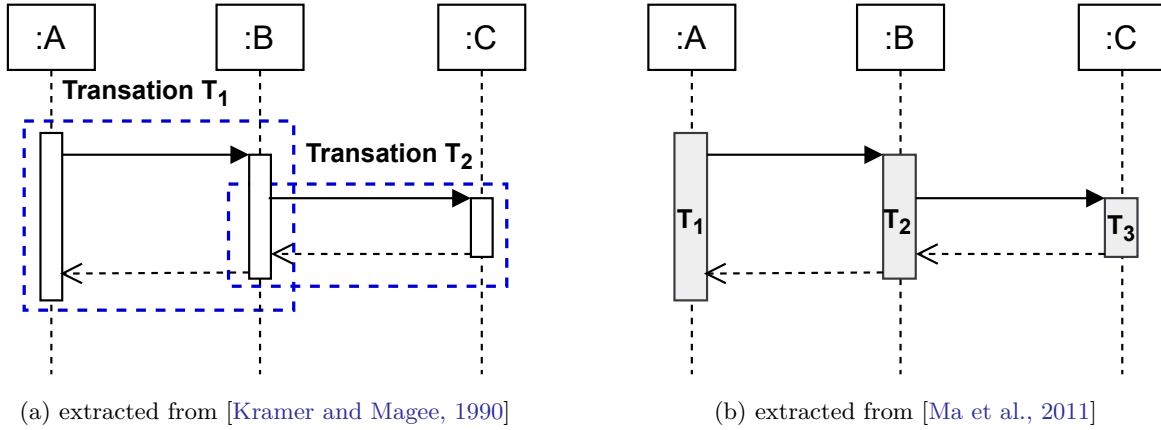 :A :B :C :A :B :C
Transation T1
Transation T2
T1 T2 T3
(a) extracted from [Kramer and Magee, 1990] (b) extracted from [Ma et al., 2011]